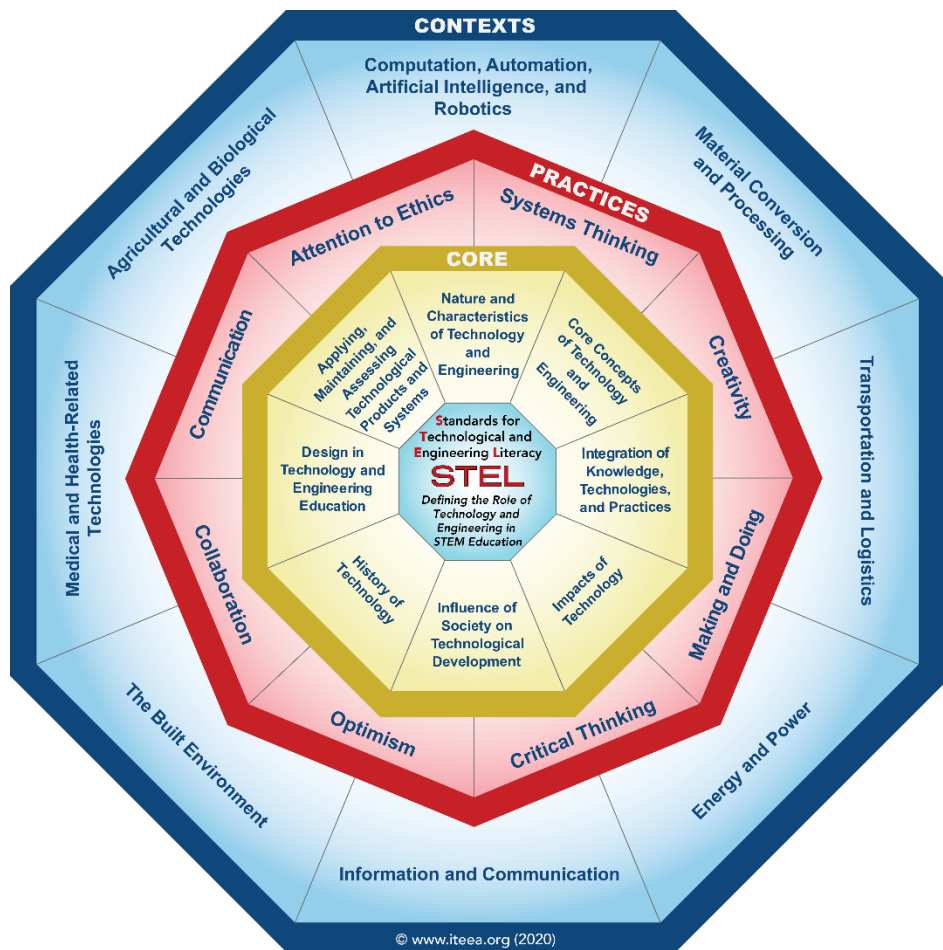 CONTEXTS
Computation, Automation,
Artificial Intelligence, and
Robotics
Material Conversion
and Processing
Transportation and Logistics
Energy and Power
Information and Communication
The Built Environment
Medical and Health-Related
Technologies
Agricultural and Biological
Technologies
PRACTICES
Systems Thinking
Creativity
Making and Doing
Critical Thinking
Optimism
Collaboration
Communication
Attention to Ethics
CORE
Nature and
Characteristics
of Technology
and
Engineering
Core Concepts
of Technology
and
Engineering
Integration of
Knowledge,
Technologies,
and Practices
Impacts of
Technology
Influence of
Society on
Technological
Development
History of
Technology
Design in
Technology and
Engineering
Education
Applying,
Maintaining, and
Assessing
Technological
Products and
Systems
Standards for
Technological and
Engineering Literacy
STEL
Defining the Role of
Technology and
Engineering in
STEM Education
© www.iteea.org (2020)